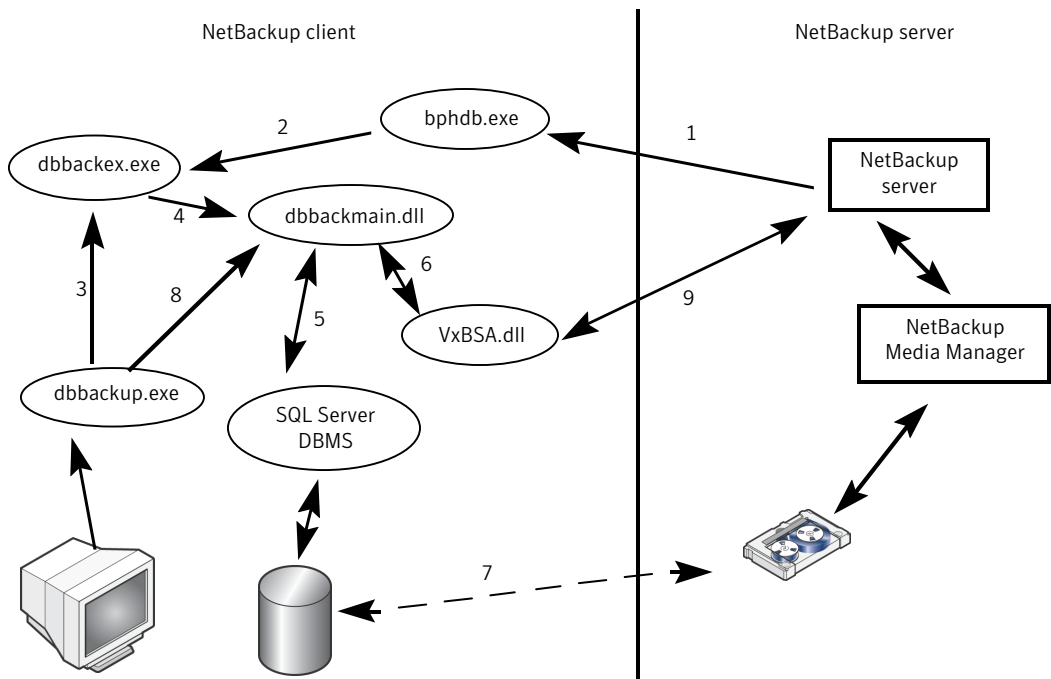 NetBackup client
NetBackup server
bphdb.exe
2
1
dbbackex.exe
NetBackup
server
4
dbbackmain.dll
6
3
8
5
9
VxBSA.dll
NetBackup
Media Manager
dbbackup.exe
SQL Server
DBMS
7